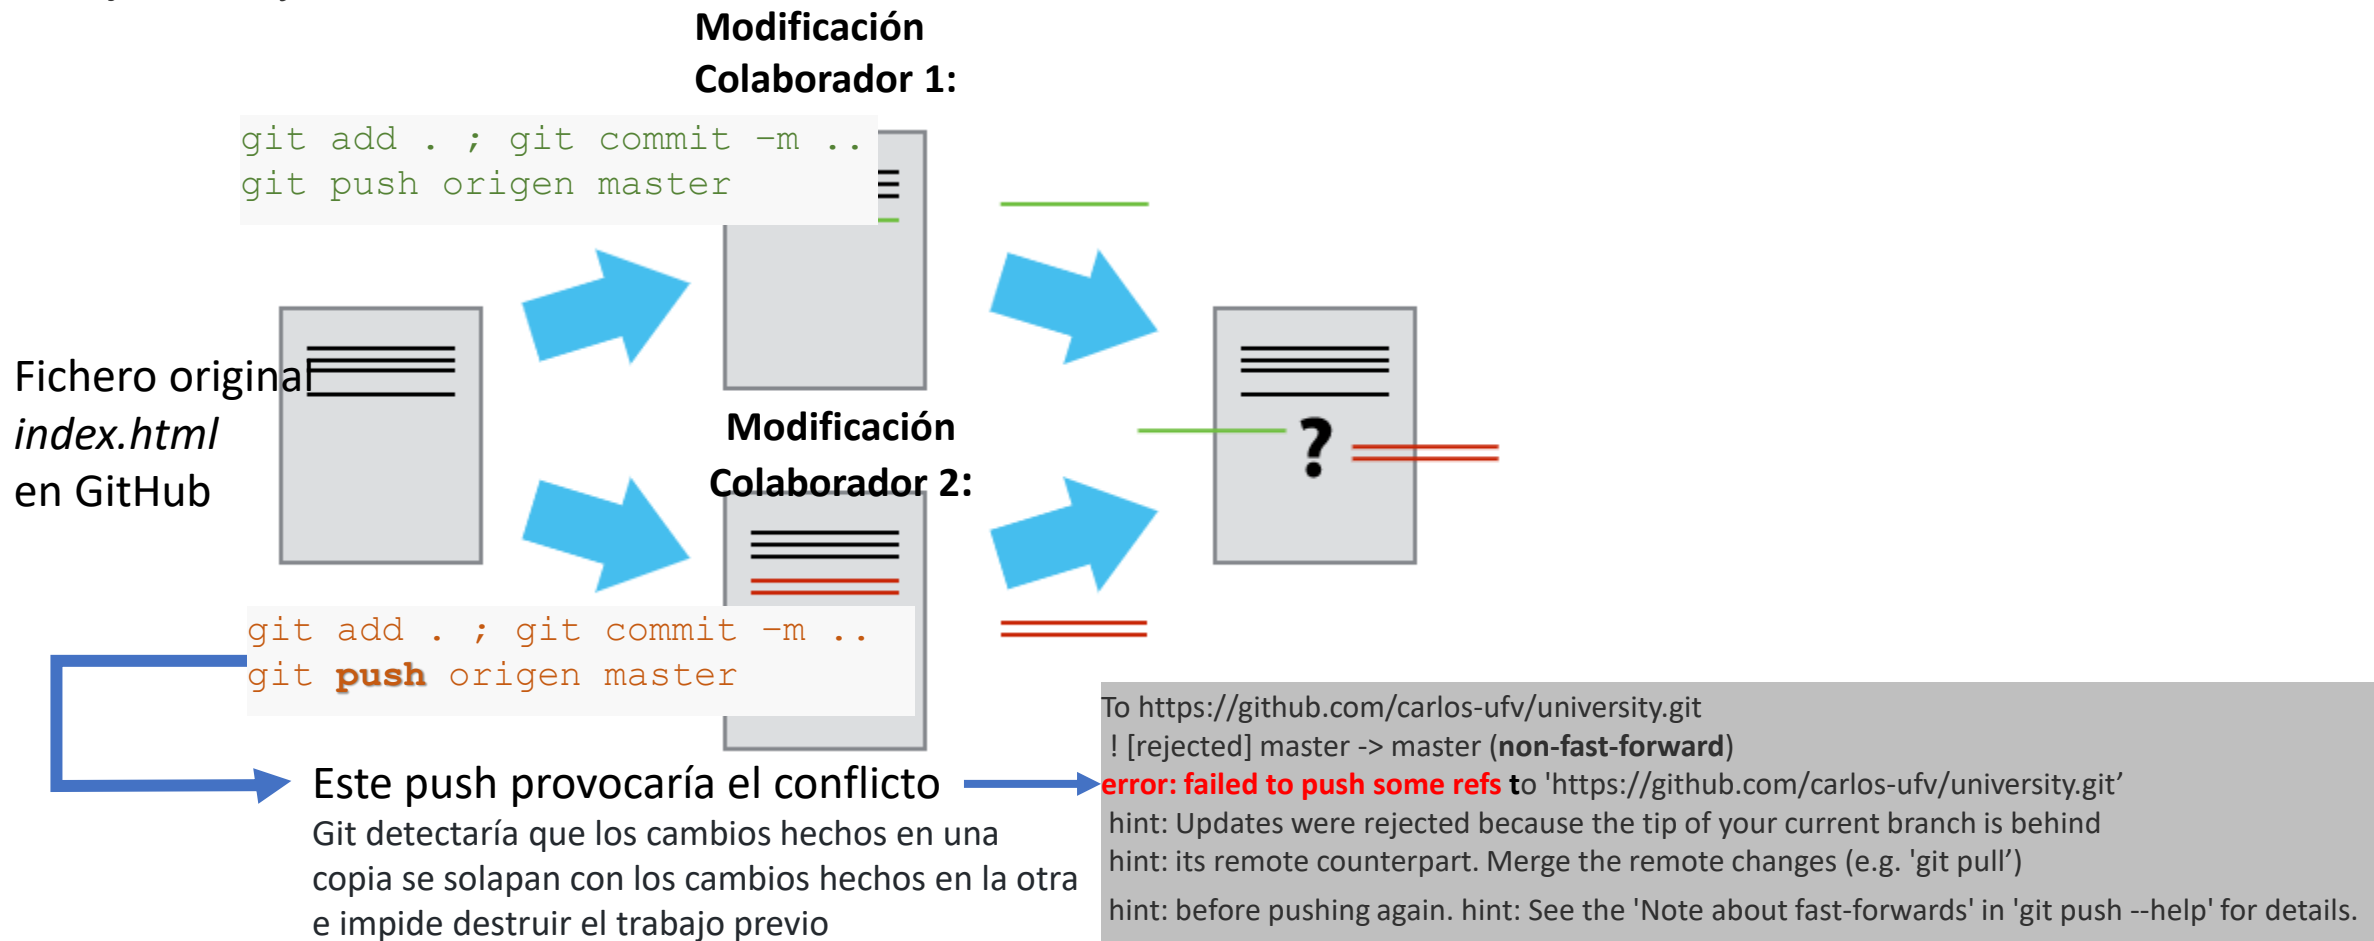 Modificación
Colaborador 1:
git add . ; git commit –m ..
git push origen master
Fichero original
index.html
en GitHub
?
Modificación
Colaborador 2:
git add . ; git commit –m ..
git push origen master
Este push provocaría el conflicto
Git detectaría que los cambios hechos en una
copia se solapan con los cambios hechos en la otra
e impide destruir el trabajo previo
To https://github.com/carlos-ufv/university.git
! [rejected] master -> master (non-fast-forward)
error: failed to push some refs to 'https://github.com/carlos-ufv/university.git’
hint: Updates were rejected because the tip of your current branch is behind
hint: its remote counterpart. Merge the remote changes (e.g. 'git pull’)
hint: before pushing again. hint: See the 'Note about fast-forwards' in 'git push --help' for details.